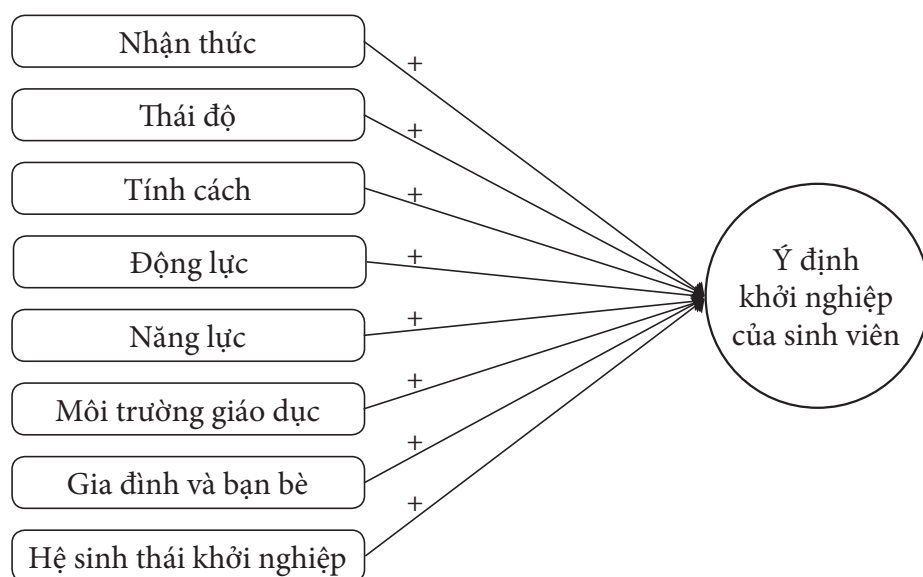 Nhận thức
+
Thái độ
+
Tính cách
+
Động lực
+
Năng lực
+
Môi trường giáo dục
+
Gia đình và bạn bè
+
Hệ sinh thái khởi nghiệp
Ý định
khởi nghiệp
của sinh viên